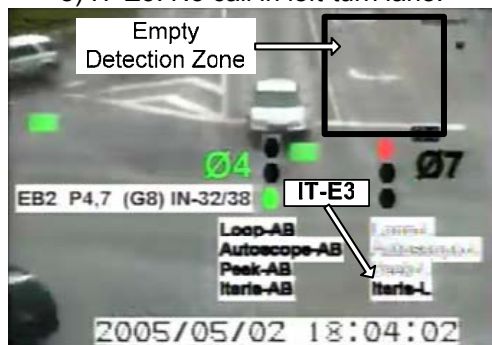 Empty
Detection Zone
Ø4
Ø7
EB2 P4,7 (G8) IN-32/38
IT-E3
Loop-AB
Autoscope-AB
Peak-AB
Iteris-AB
Iteris-L
2005/05/02 18:04:02